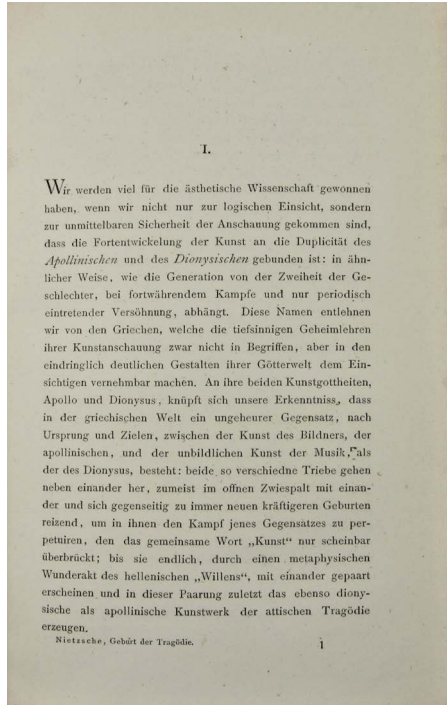 I.
Wir werden viel für die ästhetische Wissenschaft gewonnen
haben, wenn wir nicht nur zur logischen Einsicht, sondern
zur unmittelbaren Sicherheit der Anschauung gekommen sind,
dass die Fortentwickelung der Kunst an die Duplicität des
Apollinischen und des Dionysischen gebunden ist: in ähn-
licher Weise, wie die Generation von der Zweiheit der Ge-
schlechter, bei fortwährendem Kampfe und nur periodisch
eintretender Versöhnung, abhängt. Diese Namen entlehnen
wir von den Griechen, welche die tiefsinnigen Geheimlehren
ihrer Kunstanschauung zwar nicht in Begriffen, aber in den
eindringlich deutlichen Gestalten ihrer Götterwelt dem Ein-
sichtigen vernehmbar machen. An ihre beiden Kunstgottheiten,
Apollo und Dionysus, knüpft sich unsere Erkenntniss, dass
in der griechischen Welt ein ungeheurer Gegensatz, nach
Ursprung und Zielen, zwischen der Kunst des Bildners, der
apollinischen, und der unbildlichen Kunst der Musik, als
der des Dionysus, besteht: beide so verschiedne Triebe gehen
neben einander her, zumeist im offnen Zwiespalt mit einan-
der und sich gegenseitig zu immer neuen kräftigeren Geburten
reizend, um in ihnen den Kampf jenes Gegensatzes zu per-
petuiren, den das gemeinsame Wort „Kunst“ nur scheinbar
überbrückt; bis sie endlich, durch einen metaphysischen
Wunderakt des hellenischen „Willens“, mit einander gepaart
erscheinen und in dieser Paarung zuletzt das ebenso diony-
sische als apollinische Kunstwerk der attischen Tragödie
erzeugen.
Nietzsche, Geburt der Tragödie. 1